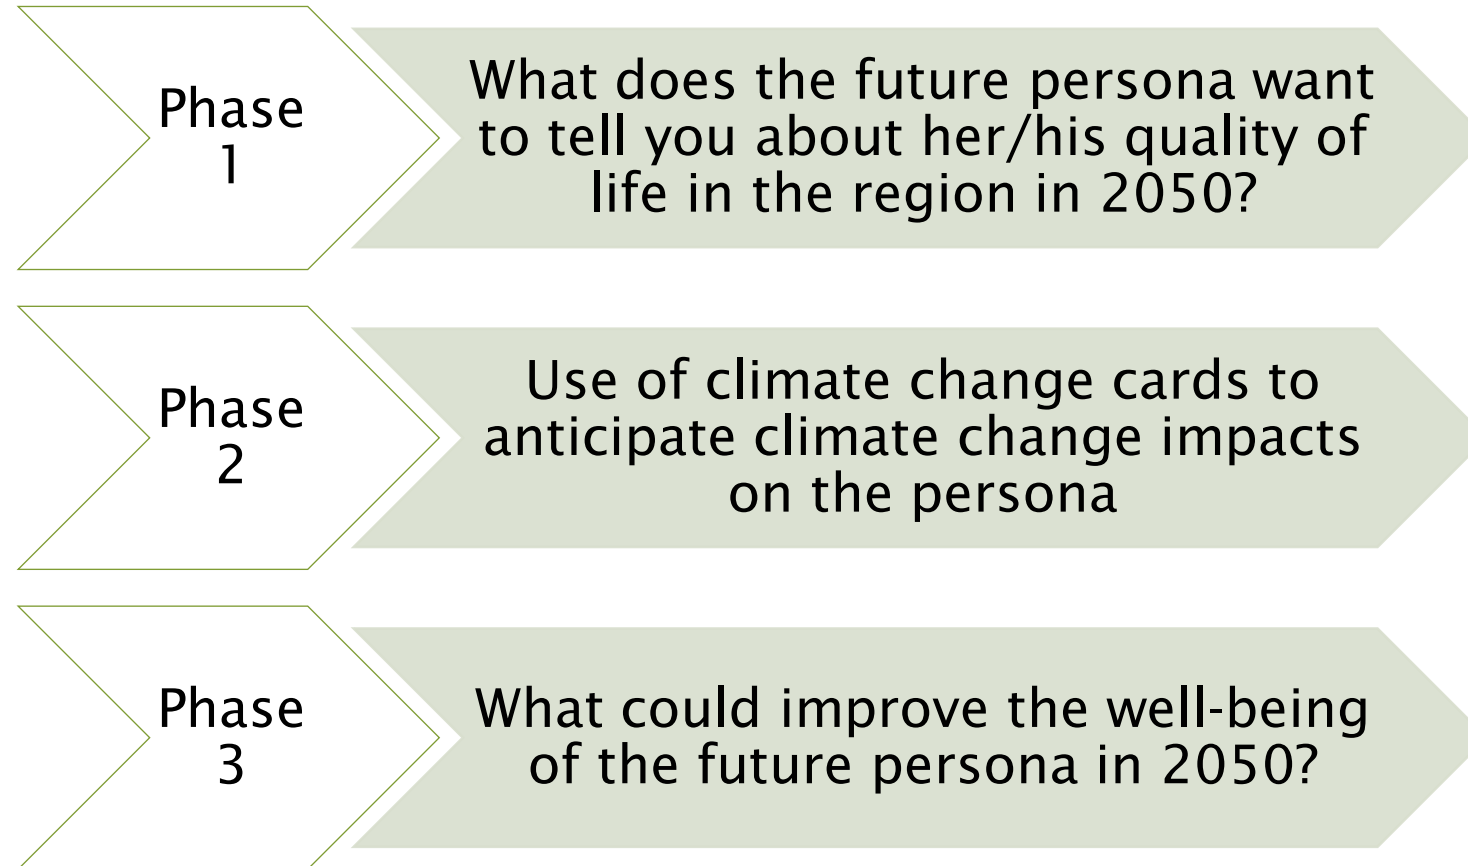 Phase
1
What does the future persona want
to tell you about her/his quality of
life in the region in 2050?
Phase
2
Use of climate change cards to
anticipate climate change impacts
on the persona
Phase
3
What could improve the well-being
of the future persona in 2050?